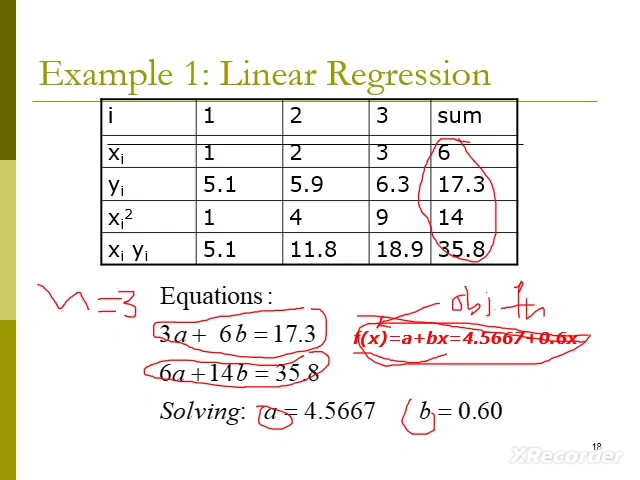 Example 1: Linear Regression
i 1 2 3 sum
xᵢ 1 2 3 6
yᵢ 5.1 5.9 6.3 17.3
xᵢ² 1 4 9 14
xᵢ yᵢ 5.1 11.8 18.9 35.8
n=3
Equations:
obj. fn
3a + 6b = 17.3
f(x)=a+bx=4.5667+0.6x
6a + 14b = 35.8
Solving: a = 4.5667 b = 0.60
18
XRecorder